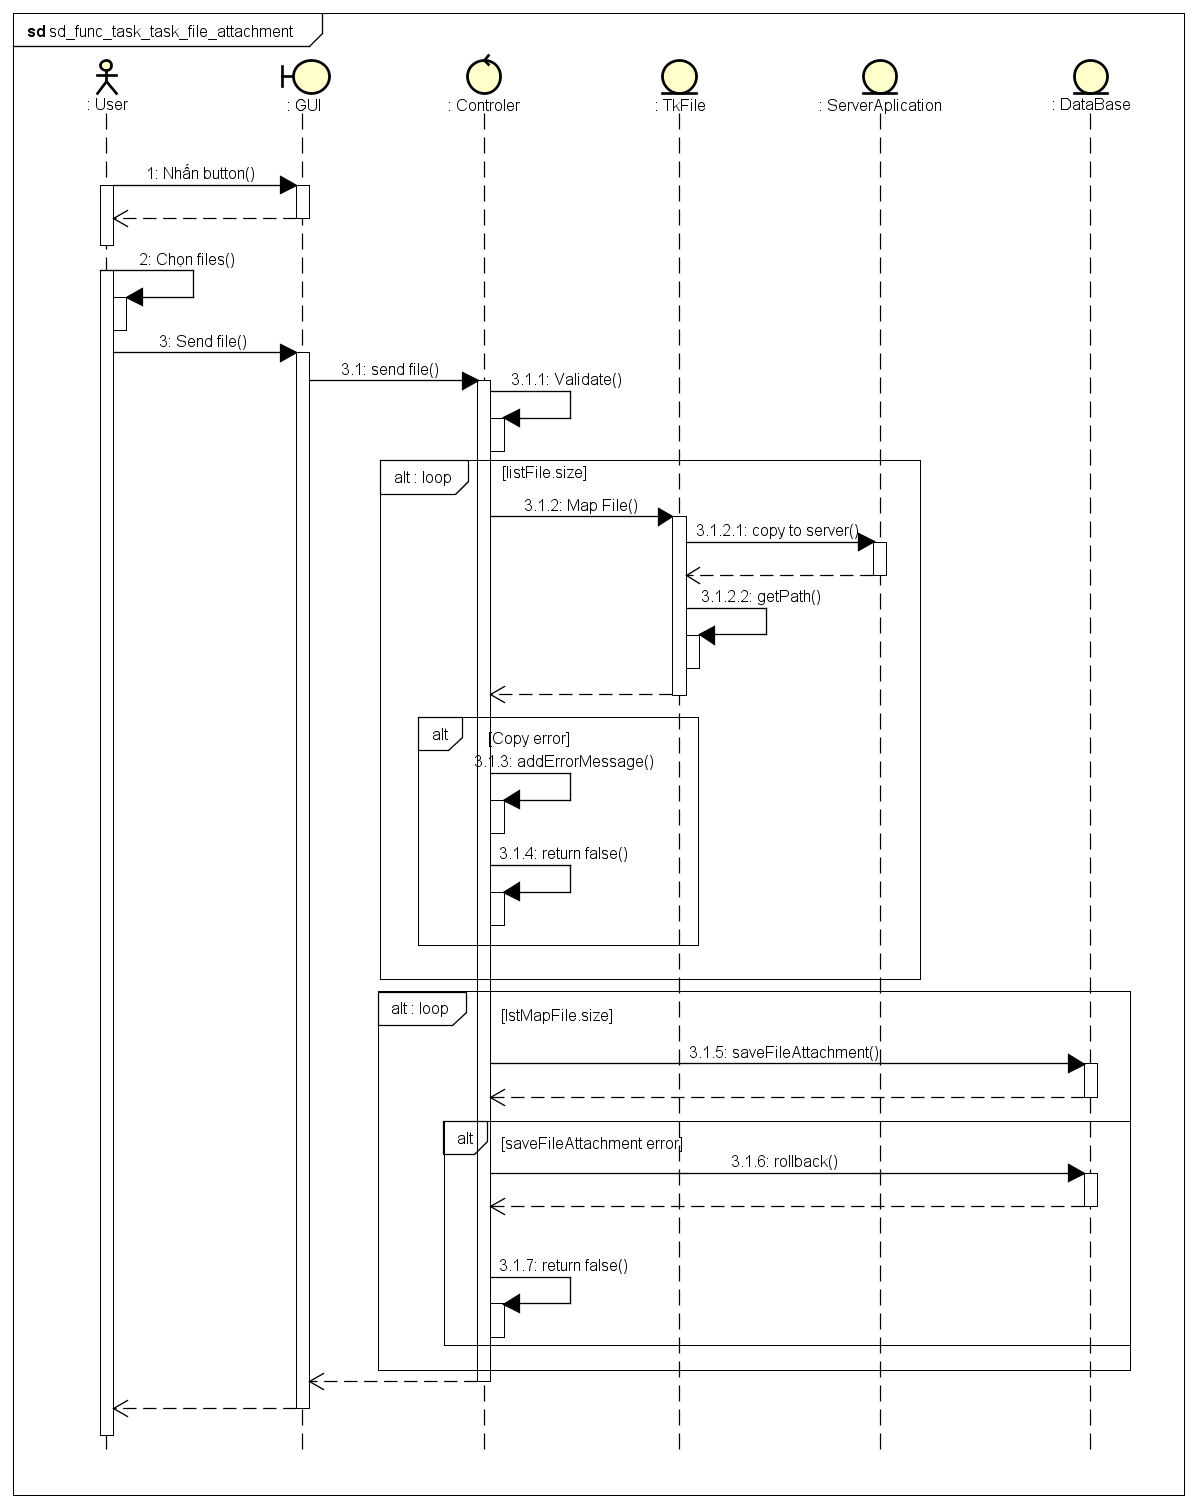 sd sd_func_task_task_file_attachment
: User
: GUI
: Controler
: TkFile
: ServerAplication
: DataBase
1: Nhấn button()
2: Chọn files()
3: Send file()
3.1: send file()
3.1.1: Validate()
alt : loop
[listFile.size]
3.1.2: Map File()
3.1.2.1: copy to server()
3.1.2.2: getPath()
alt
[Copy error]
3.1.3: addErrorMessage()
3.1.4: return false()
alt : loop
[lstMapFile.size]
3.1.5: saveFileAttachment()
alt
[saveFileAttachment error]
3.1.6: rollback()
3.1.7: return false()